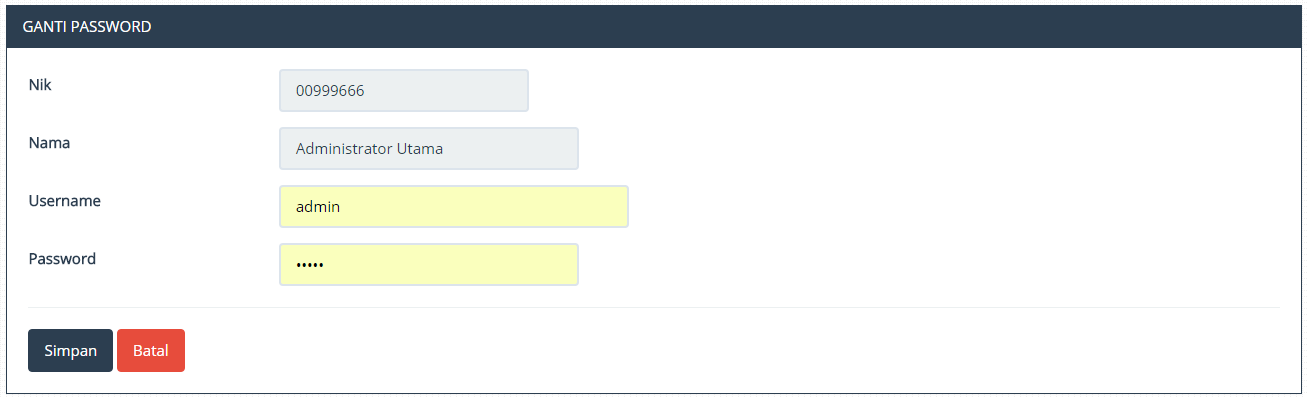 GANTI PASSWORD
Nik
00999666
Nama
Administrator Utama
Username
admin
Password
•••••
Simpan
Batal